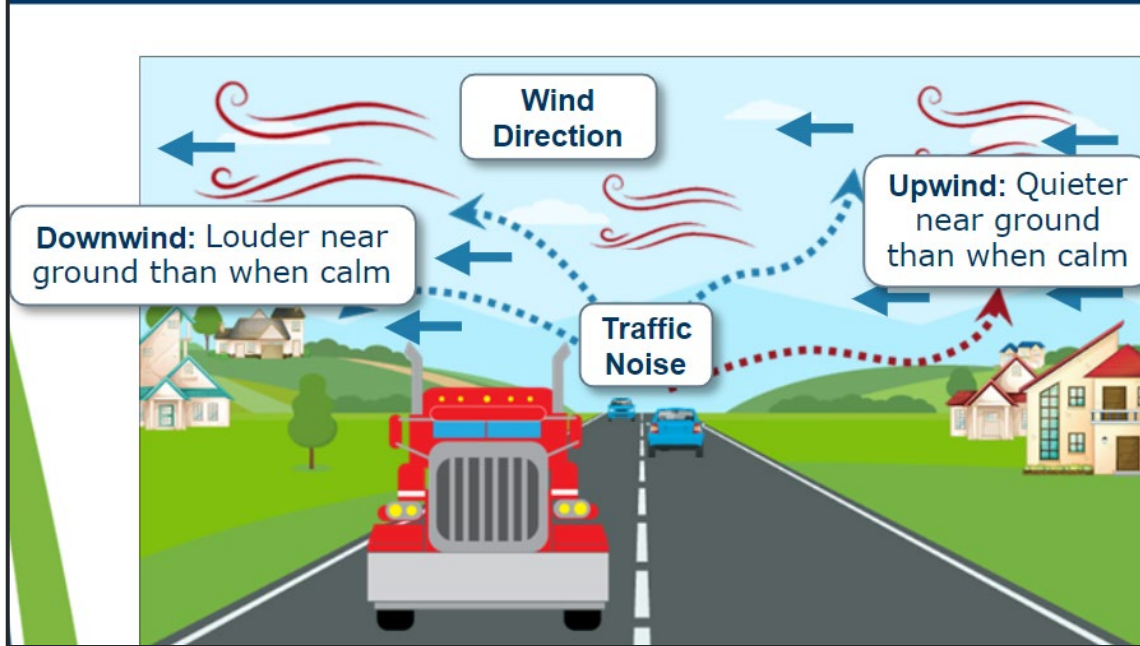 Wind
Direction
Upwind: Quieter
near ground
than when calm
Downwind: Louder near
ground than when calm
Traffic
Noise